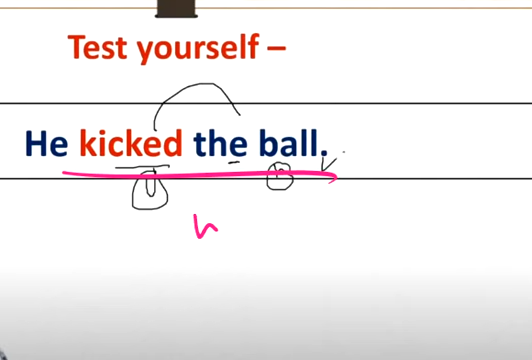 Test yourself –
He kicked the ball.
h